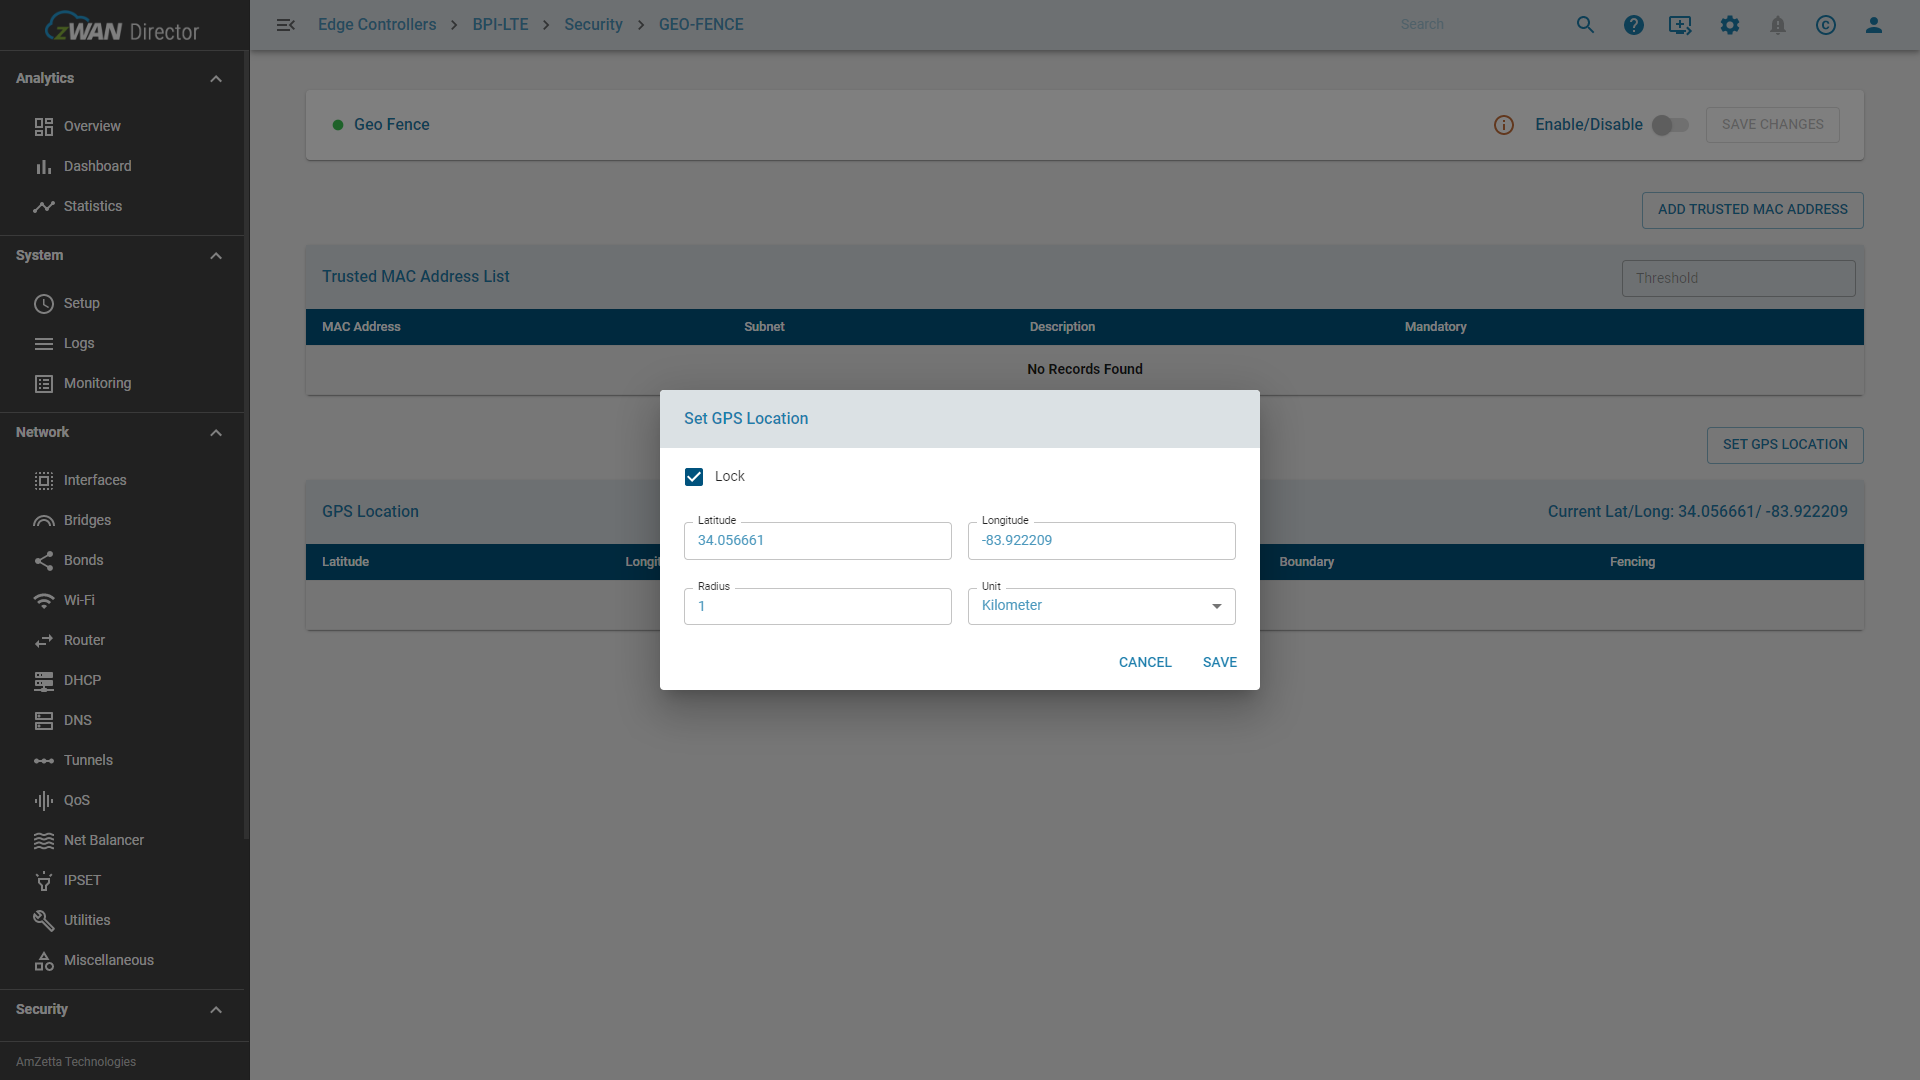 zWAN Director
Edge Controllers > BPI-LTE > Security > GEO-FENCE
Search
Analytics
Overview
Dashboard
Statistics
System
Setup
Logs
Monitoring
Network
Interfaces
Bridges
Bonds
Wi-Fi
Router
DHCP
DNS
Tunnels
QoS
Net Balancer
IPSET
Utilities
Miscellaneous
Security
AmZetta Technologies
Geo Fence
Enable/Disable
SAVE CHANGES
ADD TRUSTED MAC ADDRESS
Trusted MAC Address List
Threshold
MAC Address Subnet Description Mandatory
No Records Found
SET GPS LOCATION
GPS Location
Current Lat/Long: 34.056661/ -83.922209
Latitude Longit Boundary Fencing
Set GPS Location
Lock
Latitude
34.056661
Longitude
-83.922209
Radius
1
Unit
Kilometer
CANCEL SAVE